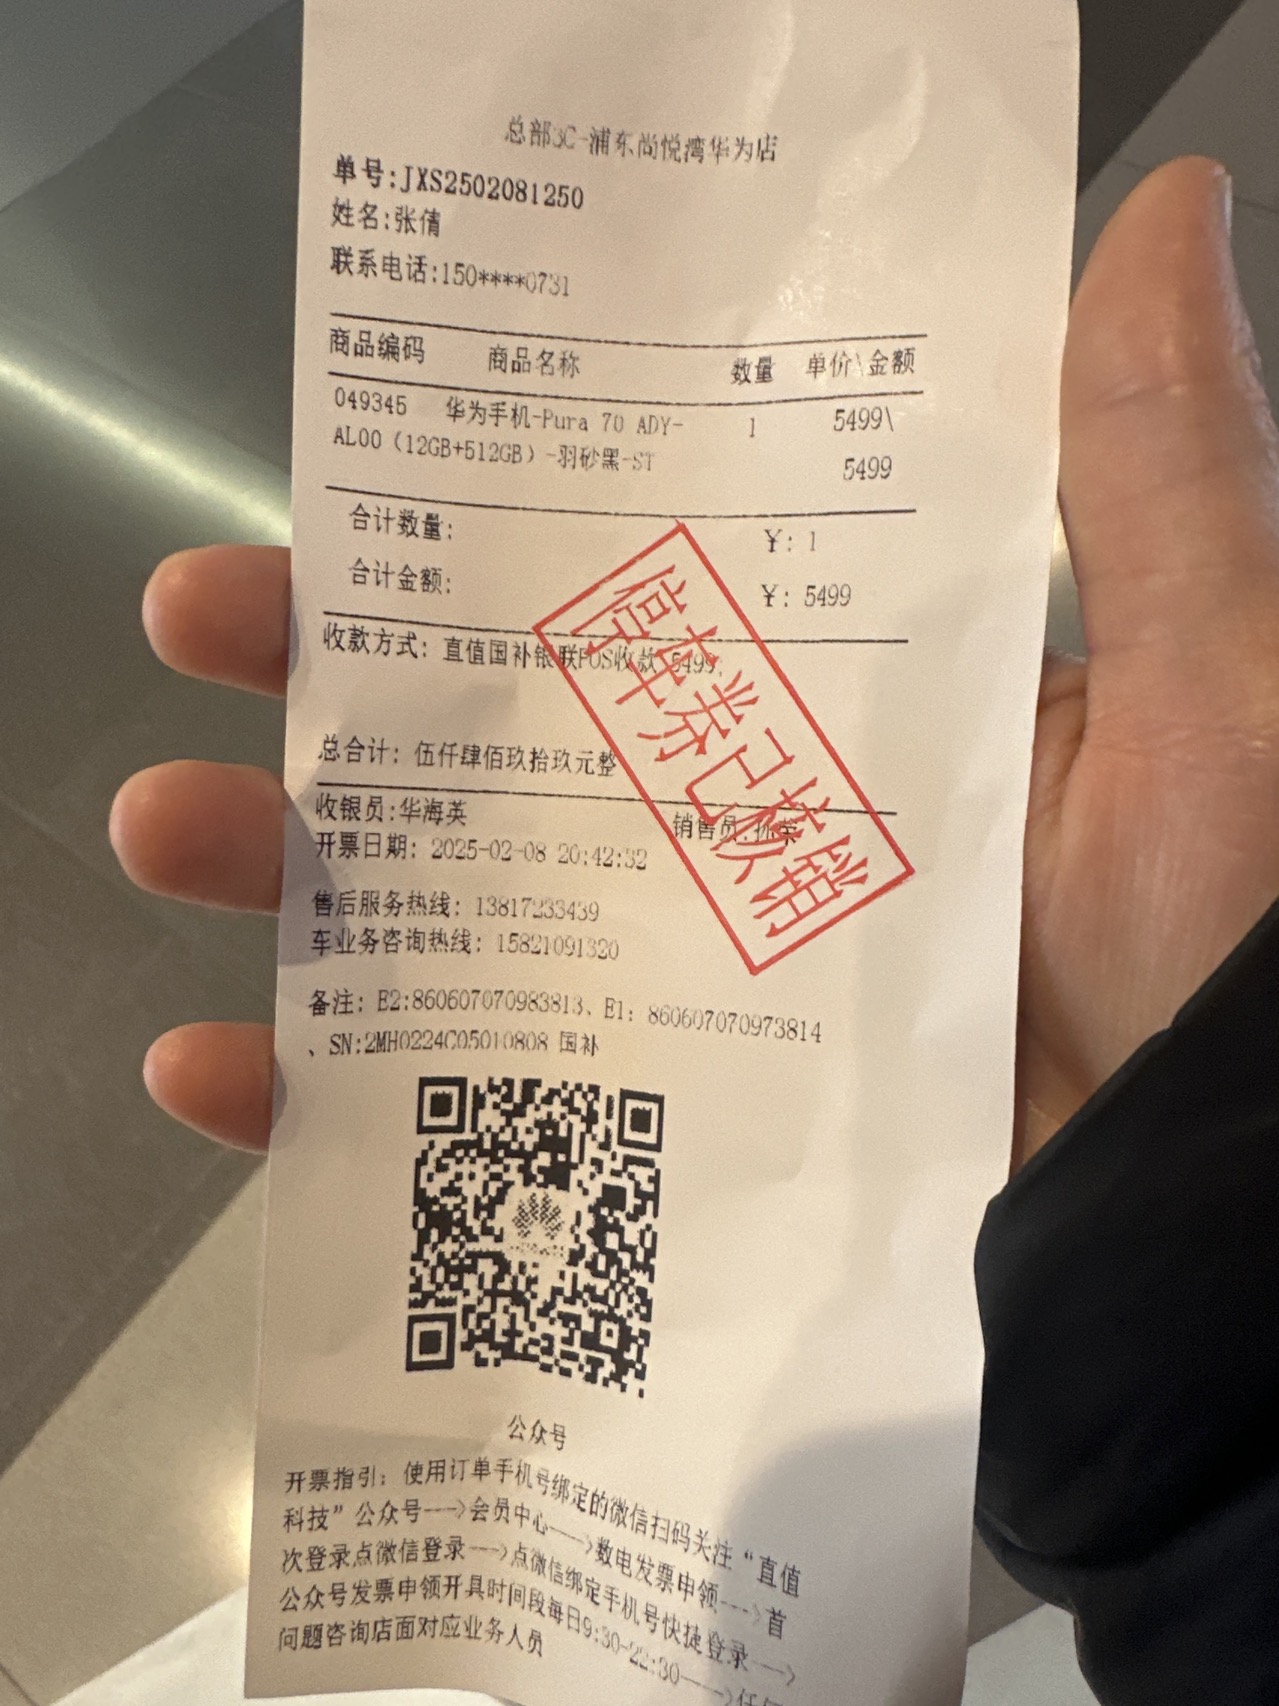 总部3C-浦东尚悦湾华为店
单号:JXS2502081250
姓名:张倩
联系电话:150****0731
商品编码 商品名称 数量 单价\金额
049345 华为手机-Pura 70 ADY- 1 5499\
AL00（12GB+512GB）-羽砂黑-ST 5499
合计数量: ￥: 1
合计金额: ￥: 5499
收款方式: 直值国补银联POS收款 5499;
停车券已核销
总合计: 伍仟肆佰玖拾玖元整
收银员:华海英 销售员:
开票日期: 2025-02-08 20:42:32
售后服务热线: 13817233439
车业务咨询热线: 15821091320
备注: E2:860607070983813、E1: 860607070973814
、SN:2MH0224C05010808 国补
公众号
开票指引: 使用订单手机号绑定的微信扫码关注“直值
科技”公众号--->会员中心--->数电发票申领--->首
次登录点微信登录--->点微信绑定手机号快捷登录--->
公众号发票申领开具时间段每日9:30-22:30--->任何
问题咨询店面对应业务人员